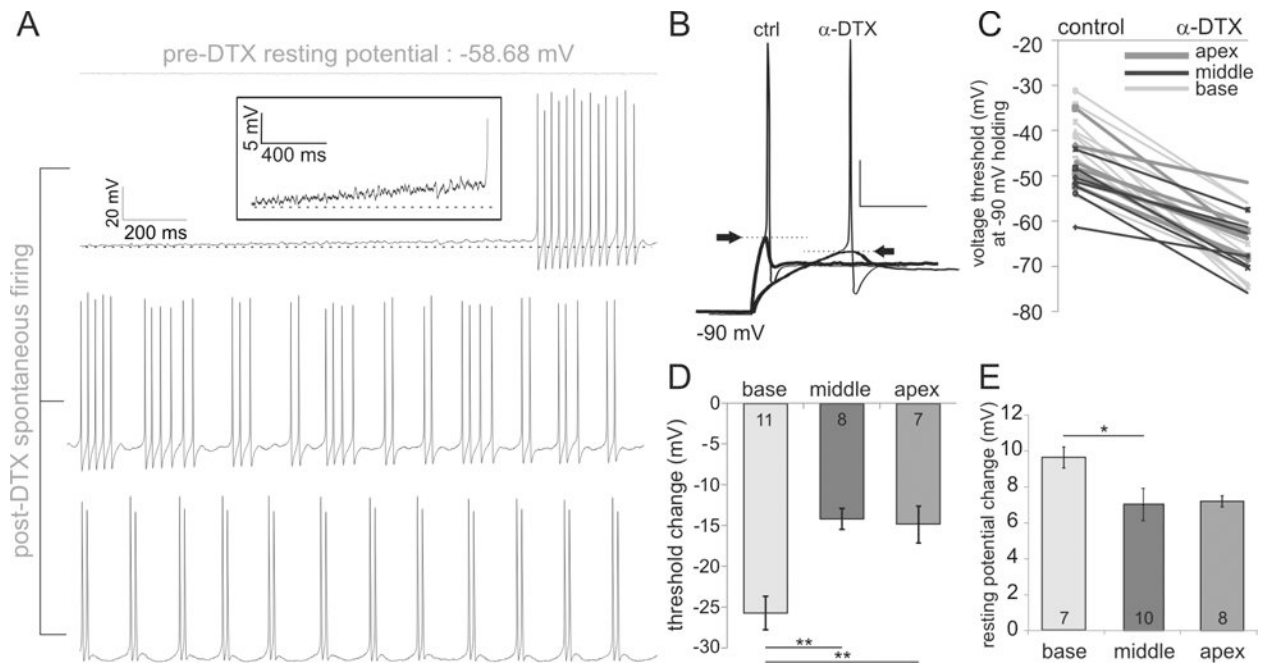 A
pre-DTX resting potential : -58.68 mV
5 mV
400 ms
20 mV
200 ms
post-DTX spontaneous firing
B
ctrl
α-DTX
-90 mV
C
control
α-DTX
apex
middle
base
voltage threshold (mV)
at -90 mV holding
-20
-30
-40
-50
-60
-70
-80
D
base
middle
apex
threshold change (mV)
0
-5
-10
-15
-20
-25
-30
11
8
7
**
**
E
resting potential change (mV)
12
10
8
6
4
2
0
*
7
10
8
base
middle
apex